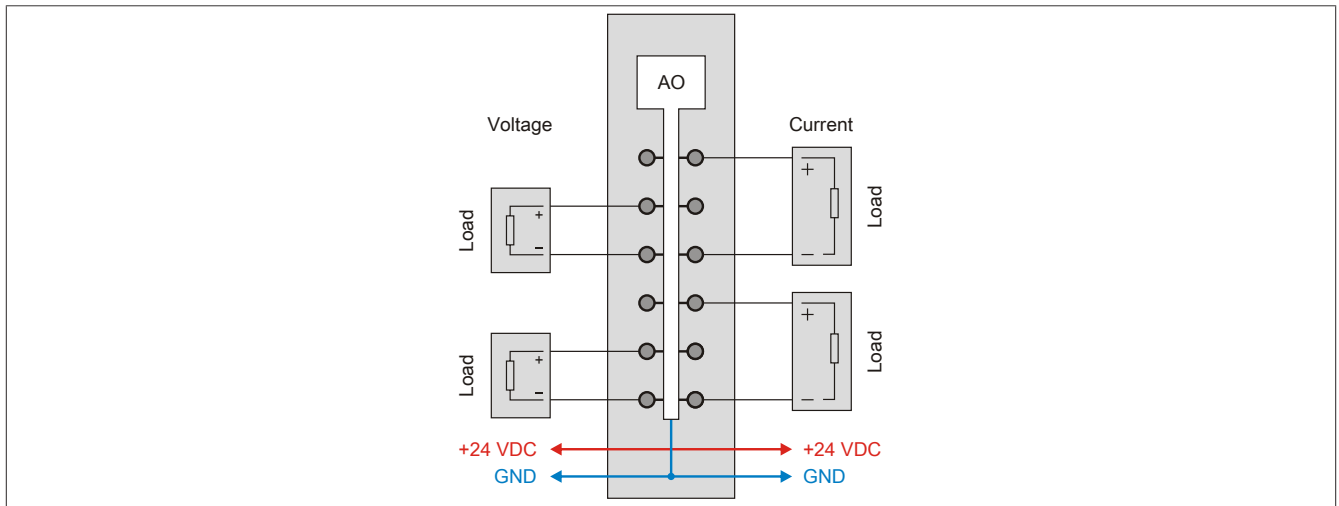 AO
Voltage
Current
+
−
Load
+
−
Load
+
−
Load
+
−
Load
+24 VDC
+24 VDC
GND
GND